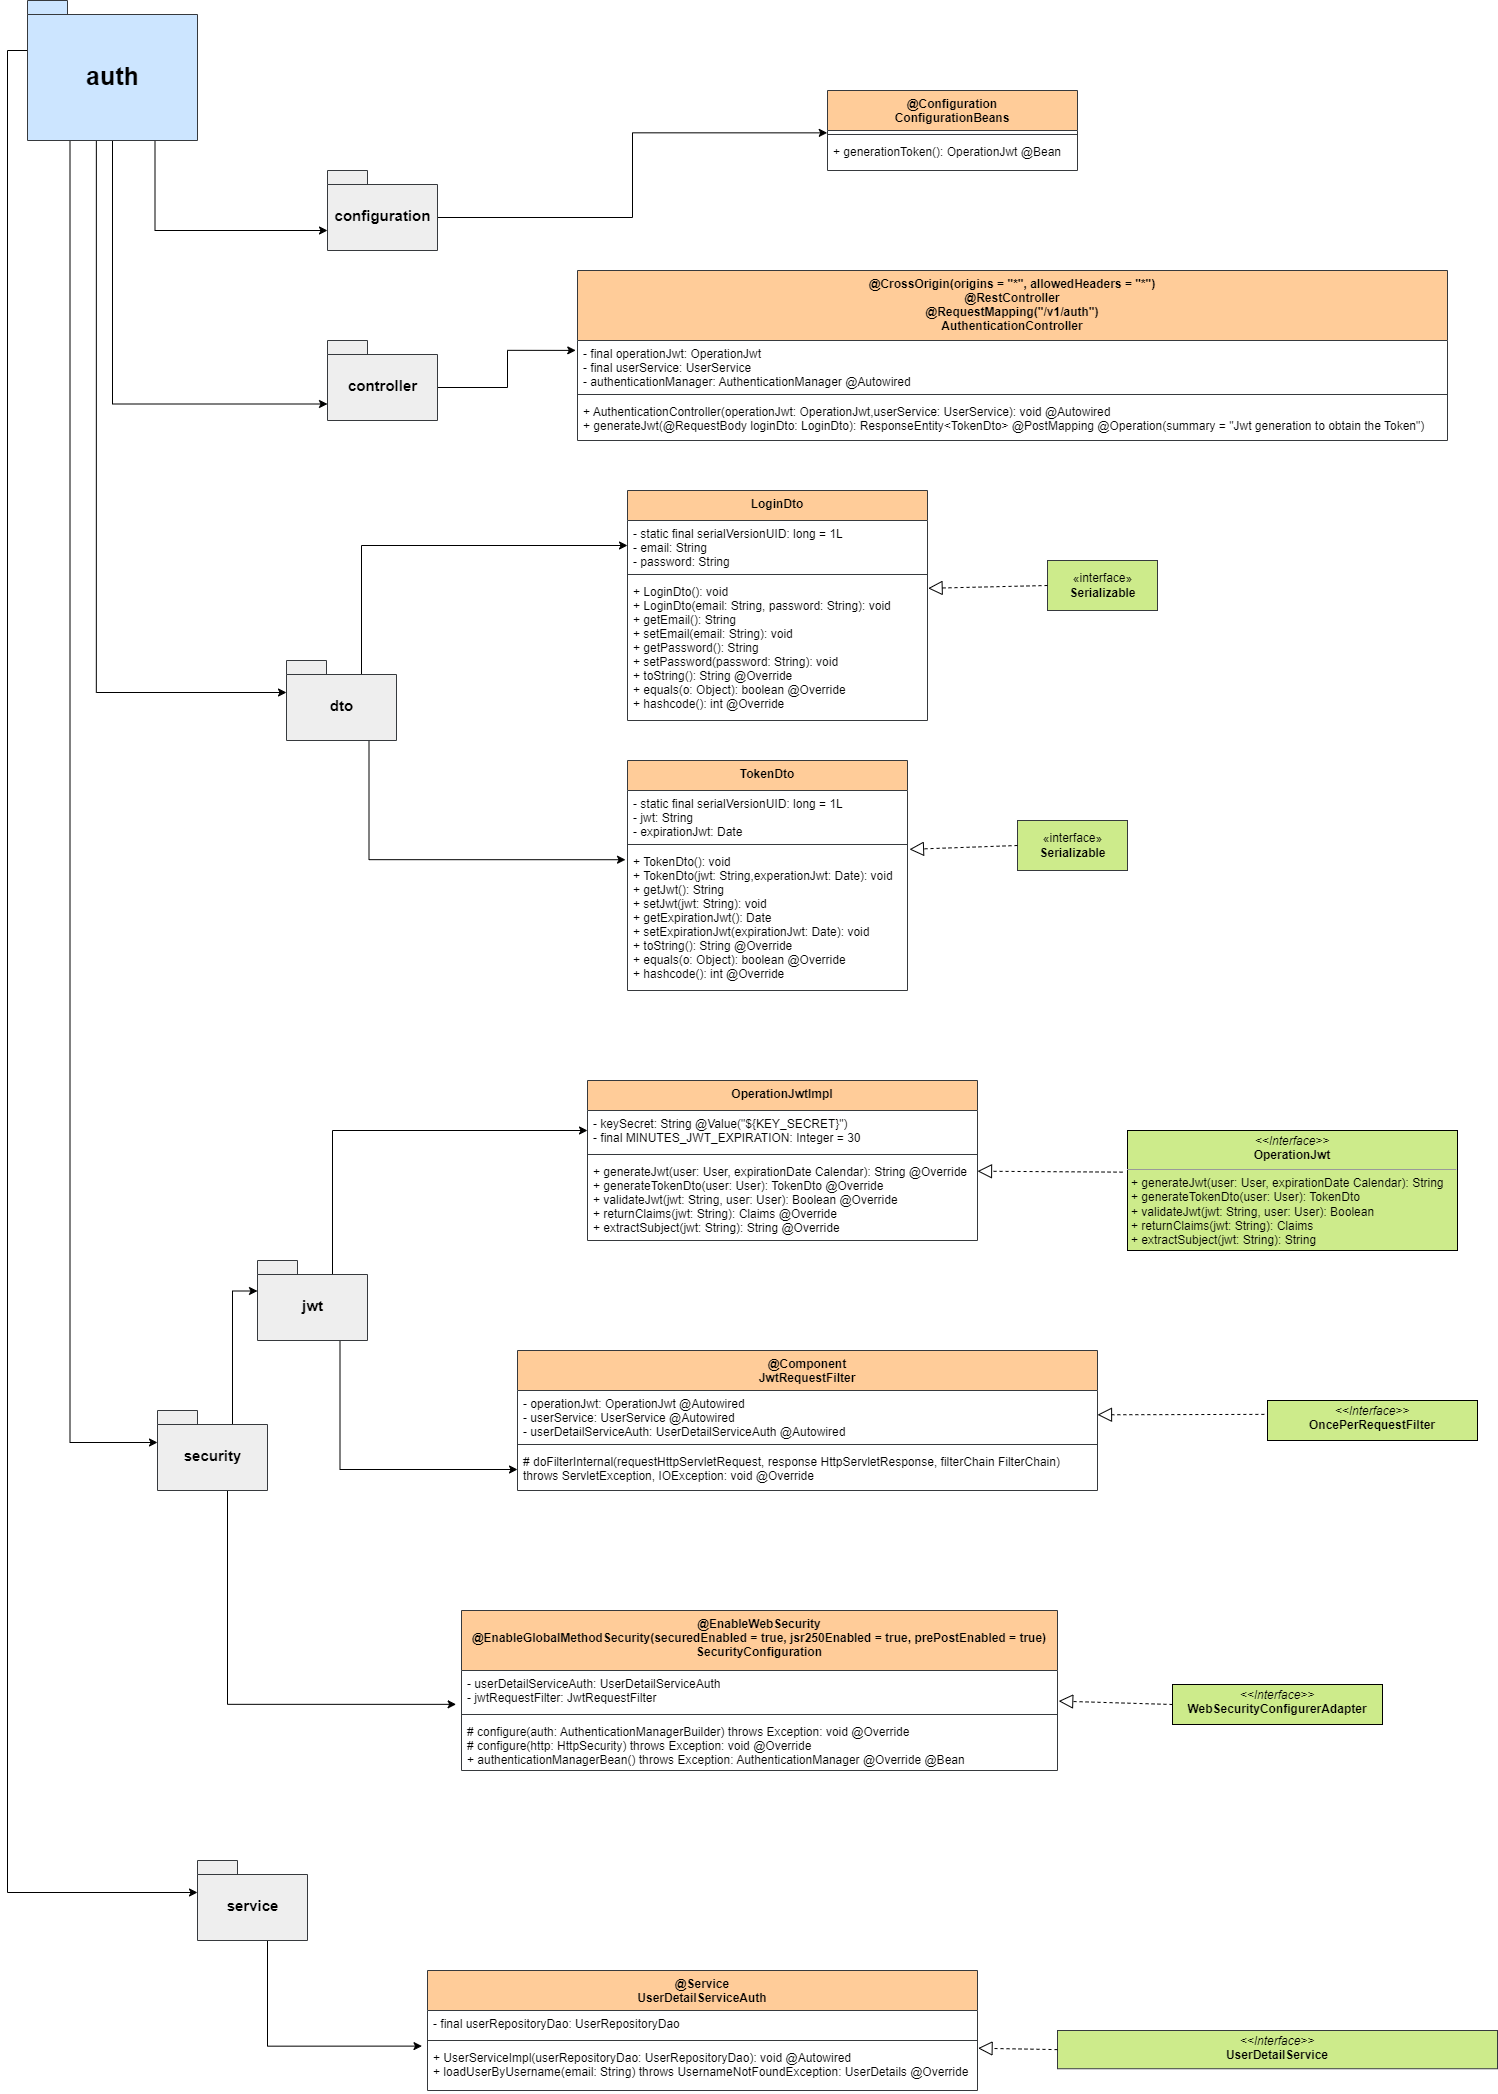 auth
@Configuration
ConfigurationBeans
+ generationToken(): OperationJwt @Bean
configuration
@CrossOrigin(origins = "*", allowedHeaders = "*")
@RestController
@RequestMapping("/v1/auth")
AuthenticationController
- final operationJwt: OperationJwt
- final userService: UserService
- authenticationManager: AuthenticationManager @Autowired
+ AuthenticationController(operationJwt: OperationJwt,userService: UserService): void @Autowired
+ generateJwt(@RequestBody loginDto: LoginDto): ResponseEntity<TokenDto> @PostMapping @Operation(summary = "Jwt generation to obtain the Token")
controller
LoginDto
- static final serialVersionUID: long = 1L
- email: String
- password: String
+ LoginDto(): void
+ LoginDto(email: String, password: String): void
+ getEmail(): String
+ setEmail(email: String): void
+ getPassword(): String
+ setPassword(password: String): void
+ toString(): String @Override
+ equals(o: Object): boolean @Override
+ hashcode(): int @Override
«interface»
Serializable
dto
TokenDto
- static final serialVersionUID: long = 1L
- jwt: String
- expirationJwt: Date
+ TokenDto(): void
+ TokenDto(jwt: String,experationJwt: Date): void
+ getJwt(): String
+ setJwt(jwt: String): void
+ getExpirationJwt(): Date
+ setExpirationJwt(expirationJwt: Date): void
+ toString(): String @Override
+ equals(o: Object): boolean @Override
+ hashcode(): int @Override
«interface»
Serializable
OperationJwtImpl
- keySecret: String @Value("${KEY_SECRET}")
- final MINUTES_JWT_EXPIRATION: Integer = 30
+ generateJwt(user: User, expirationDate Calendar): String @Override
+ generateTokenDto(user: User): TokenDto @Override
+ validateJwt(jwt: String, user: User): Boolean @Override
+ returnClaims(jwt: String): Claims @Override
+ extractSubject(jwt: String): String @Override
<<Interface>>
OperationJwt
+ generateJwt(user: User, expirationDate Calendar): String
+ generateTokenDto(user: User): TokenDto
+ validateJwt(jwt: String, user: User): Boolean
+ returnClaims(jwt: String): Claims
+ extractSubject(jwt: String): String
jwt
@Component
JwtRequestFilter
- operationJwt: OperationJwt @Autowired
- userService: UserService @Autowired
- userDetailServiceAuth: UserDetailServiceAuth @Autowired
# doFilterInternal(requestHttpServletRequest, response HttpServletResponse, filterChain FilterChain)
throws ServletException, IOException: void @Override
<<Interface>>
OncePerRequestFilter
security
@EnableWebSecurity
@EnableGlobalMethodSecurity(securedEnabled = true, jsr250Enabled = true, prePostEnabled = true)
SecurityConfiguration
- userDetailServiceAuth: UserDetailServiceAuth
- jwtRequestFilter: JwtRequestFilter
# configure(auth: AuthenticationManagerBuilder) throws Exception: void @Override
# configure(http: HttpSecurity) throws Exception: void @Override
+ authenticationManagerBean() throws Exception: AuthenticationManager @Override @Bean
<<Interface>>
WebSecurityConfigurerAdapter
service
@Service
UserDetailServiceAuth
- final userRepositoryDao: UserRepositoryDao
+ UserServiceImpl(userRepositoryDao: UserRepositoryDao): void @Autowired
+ loadUserByUsername(email: String) throws UsernameNotFoundException: UserDetails @Override
<<Interface>>
UserDetailService